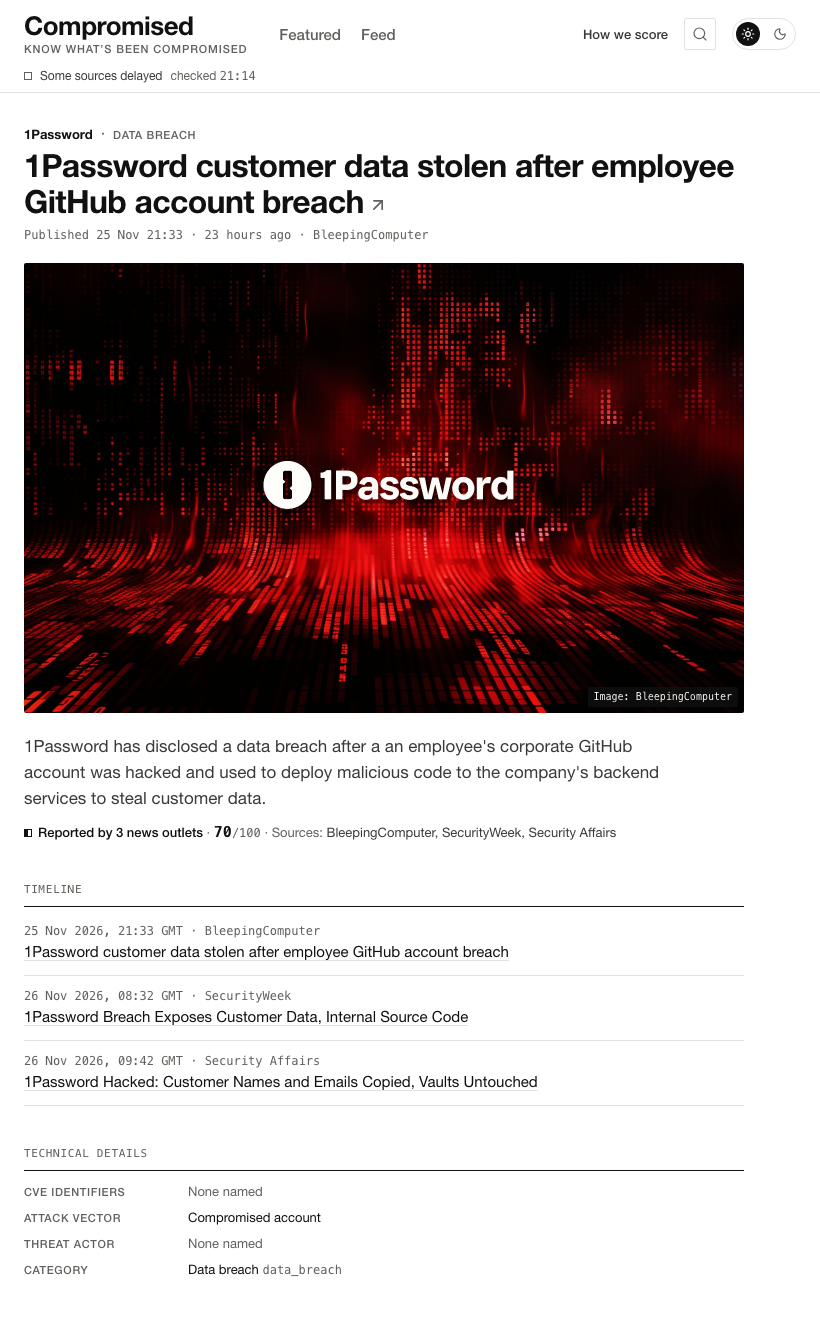 Compromised
KNOW WHAT'S BEEN COMPROMISED
Featured
Feed
How we score
Some sources delayed checked 21:14
1Password · DATA BREACH
1Password customer data stolen after employee
GitHub account breach ↗
Published 25 Nov 21:33 · 23 hours ago · BleepingComputer
1Password
Image: BleepingComputer
1Password has disclosed a data breach after a an employee's corporate GitHub
account was hacked and used to deploy malicious code to the company's backend
services to steal customer data.
Reported by 3 news outlets · 70/100 · Sources: BleepingComputer, SecurityWeek, Security Affairs
TIMELINE
25 Nov 2026, 21:33 GMT · BleepingComputer
1Password customer data stolen after employee GitHub account breach
26 Nov 2026, 08:32 GMT · SecurityWeek
1Password Breach Exposes Customer Data, Internal Source Code
26 Nov 2026, 09:42 GMT · Security Affairs
1Password Hacked: Customer Names and Emails Copied, Vaults Untouched
TECHNICAL DETAILS
CVE IDENTIFIERS None named
ATTACK VECTOR Compromised account
THREAT ACTOR None named
CATEGORY Data breach data_breach